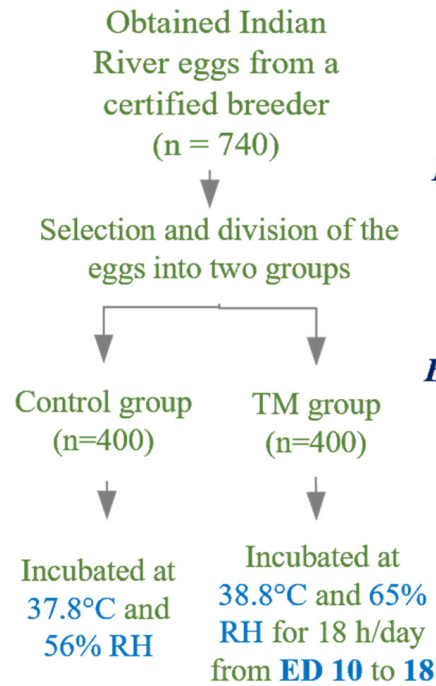 Obtained Indian
River eggs from a
certified breeder
(n = 740)
Selection and division of the
eggs into two groups
Control group
(n=400)
TM group
(n=400)
Incubated at
37.8°C and
56% RH
Incubated at
38.8°C and 65%
RH for 18 h/day
from ED 10 to 18